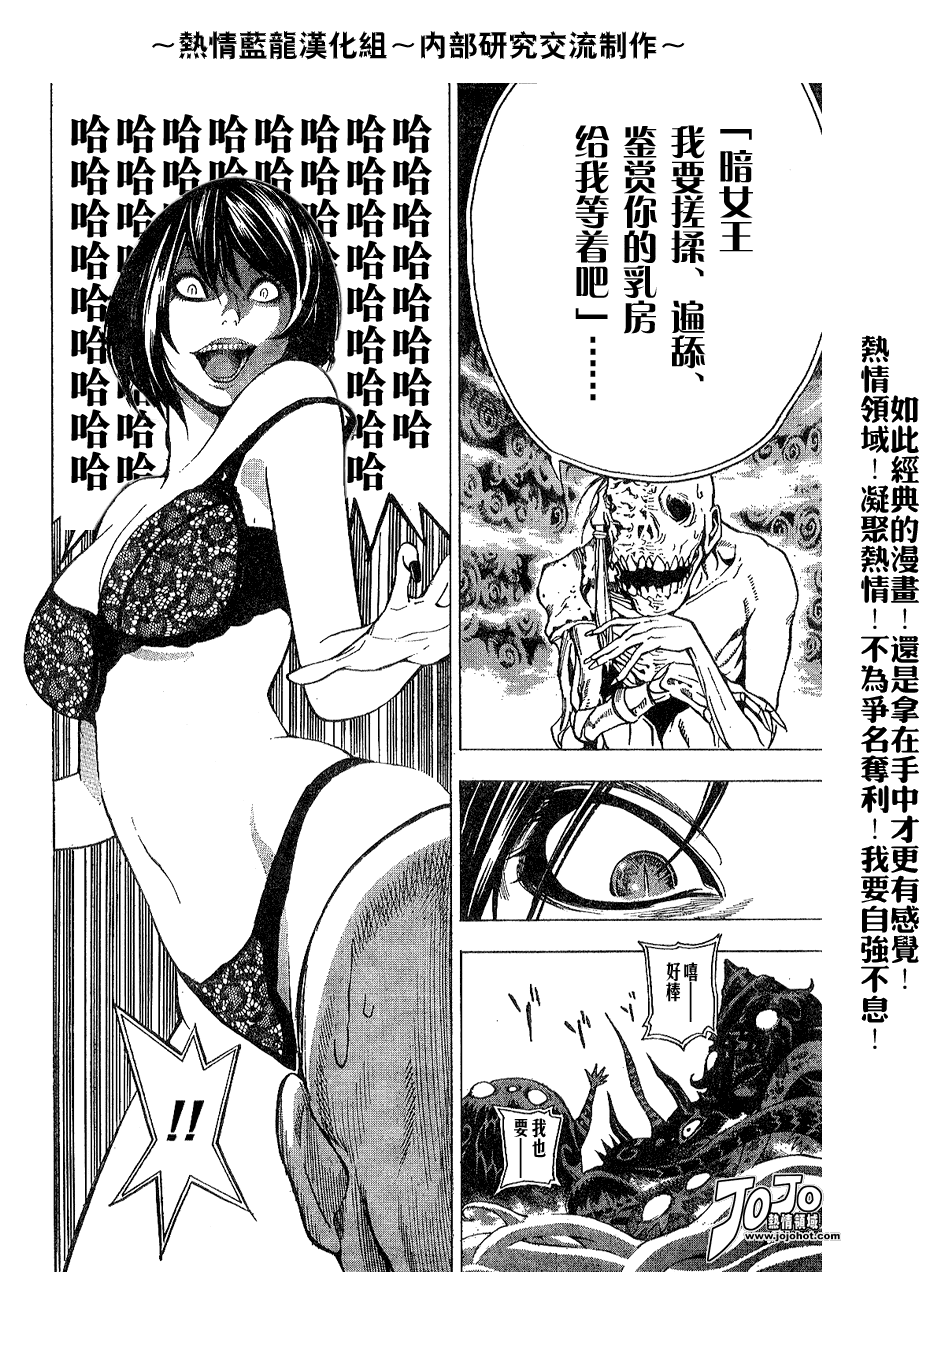 ～熱情藍龍漢化組～内部研究交流制作～
「暗女王
我要搓揉、遍舔、
鉴赏你的乳房
给我等着吧」……
嘻——
好棒
我也
要——
哈哈哈哈哈哈哈哈
哈哈哈哈哈哈哈哈哈
哈哈哈哈
哈哈
哈哈
哈哈
哈哈哈哈哈哈哈哈哈
哈哈哈哈哈哈哈哈哈
!!
JOJO
熱情領域
www.jojohot.com
如此經典的漫畫！還是拿在手中才更有感覺！
熱情領域！凝聚熱情！不為爭名奪利！我要自強不息！